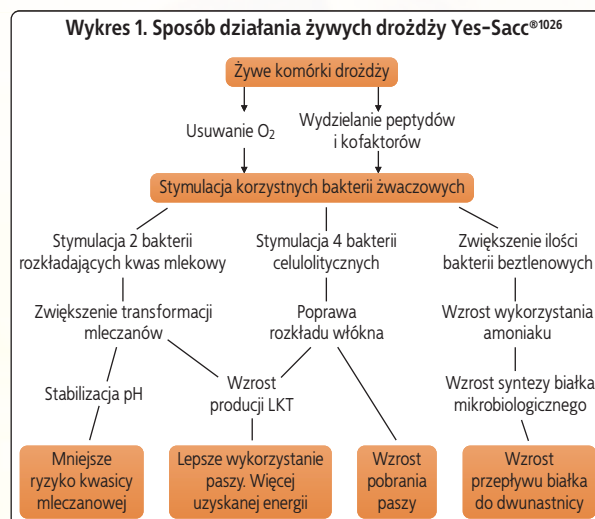 Wykres 1. Sposób działania żywych drożdży Yes-Sacc®1026
Żywe komórki drożdży
Usuwanie O2
Wydzielanie peptydów
i kofaktorów
Stymulacja korzystnych bakterii żwaczowych
Stymulacja 2 bakterii
rozkładających kwas mlekowy
Stymulacja 4 bakterii
celulolitycznych
Zwiększenie ilości
bakterii beztlenowych
Zwiększenie transformacji
mleczanów
Poprawa
rozkładu włókna
Wzrost wykorzystania
amoniaku
Stabilizacja pH
Wzrost
producji LKT
Wzrost syntezy białka
mikrobiologicznego
Mniejsze
ryzyko kwasicy
mleczanowej
Lepsze wykorzystanie
paszy. Więcej
uzyskanej energii
Wzrost
pobrania
paszy
Wzrost
przepływu białka
do dwunastnicy